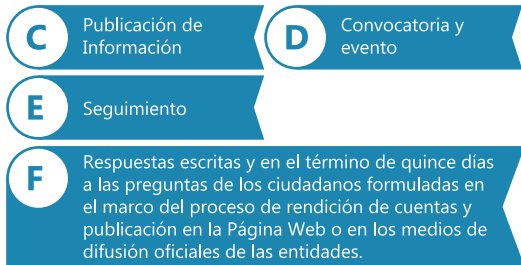 C
Publicación de
Información
D
Convocatoria y
evento
E
Seguimiento
F
Respuestas escritas y en el término de quince días
a las preguntas de los ciudadanos formuladas en
el marco del proceso de rendición de cuentas y
publicación en la Página Web o en los medios de
difusión oficiales de las entidades.